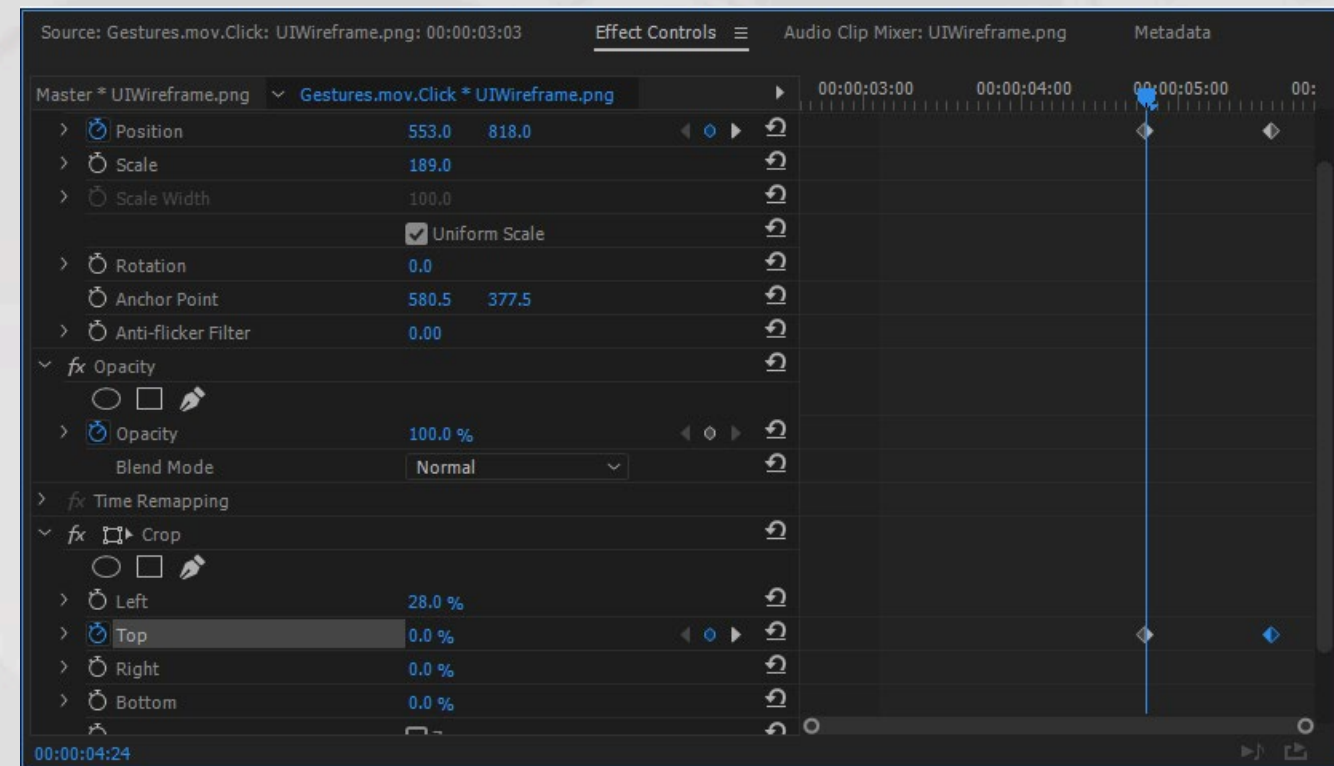 Source: Gestures.mov.Click: UIWireframe.png: 00:00:03:03 Effect Controls Audio Clip Mixer: UIWireframe.png Metadata
Master * UIWireframe.png Gestures.mov.Click * UIWireframe.png 00:00:03:00 00:00:04:00 00:00:05:00 00:
Position 553.0 818.0
Scale 189.0
Scale Width 100.0
Uniform Scale
Rotation 0.0
Anchor Point 580.5 377.5
Anti-flicker Filter 0.00
fx Opacity
Opacity 100.0 %
Blend Mode Normal
fx Time Remapping
fx Crop
Left 28.0 %
Top 0.0 %
Right 0.0 %
Bottom 0.0 %
00:00:04:24